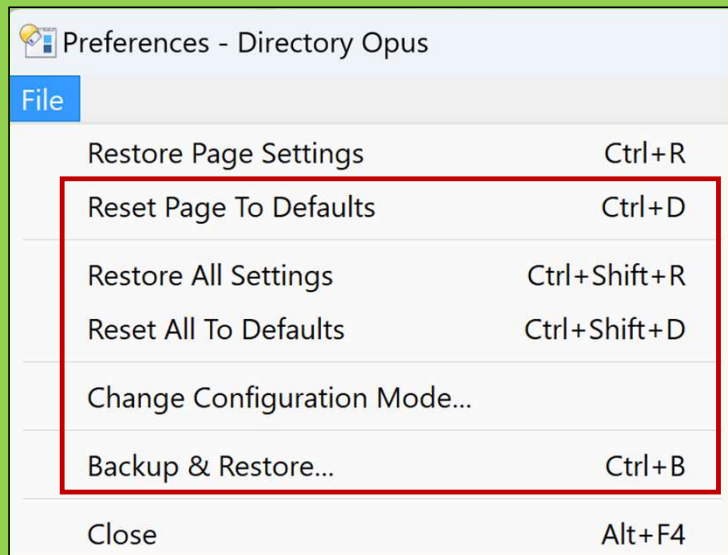 Preferences - Directory Opus
File
Restore Page Settings Ctrl+R
Reset Page To Defaults Ctrl+D
Restore All Settings Ctrl+Shift+R
Reset All To Defaults Ctrl+Shift+D
Change Configuration Mode...
Backup & Restore... Ctrl+B
Close Alt+F4